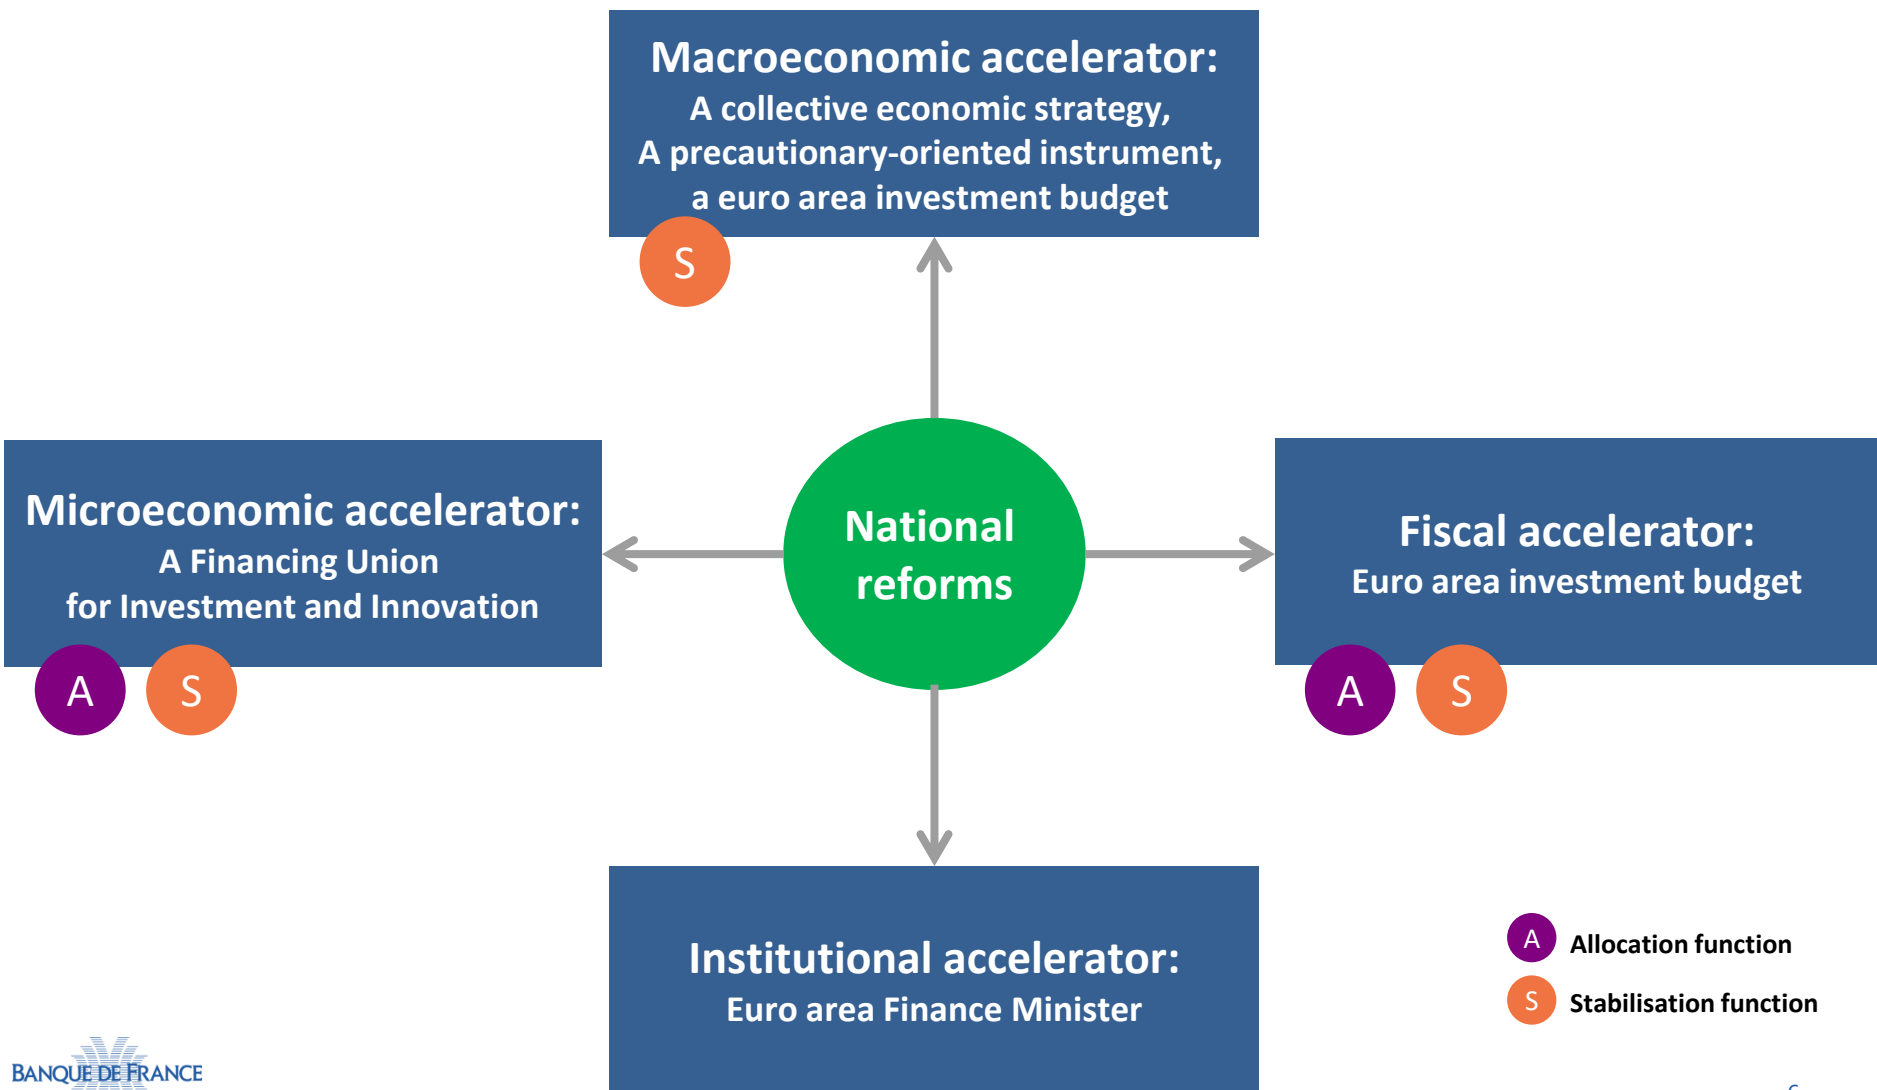 Macroeconomic accelerator:
A collective economic strategy,
A precautionary-oriented instrument,
a euro area investment budget
S
Microeconomic accelerator:
A Financing Union
for Investment and Innovation
A
S
National
reforms
Fiscal accelerator:
Euro area investment budget
A
S
Institutional accelerator:
Euro area Finance Minister
A Allocation function
S Stabilisation function
BANQUE DE FRANCE